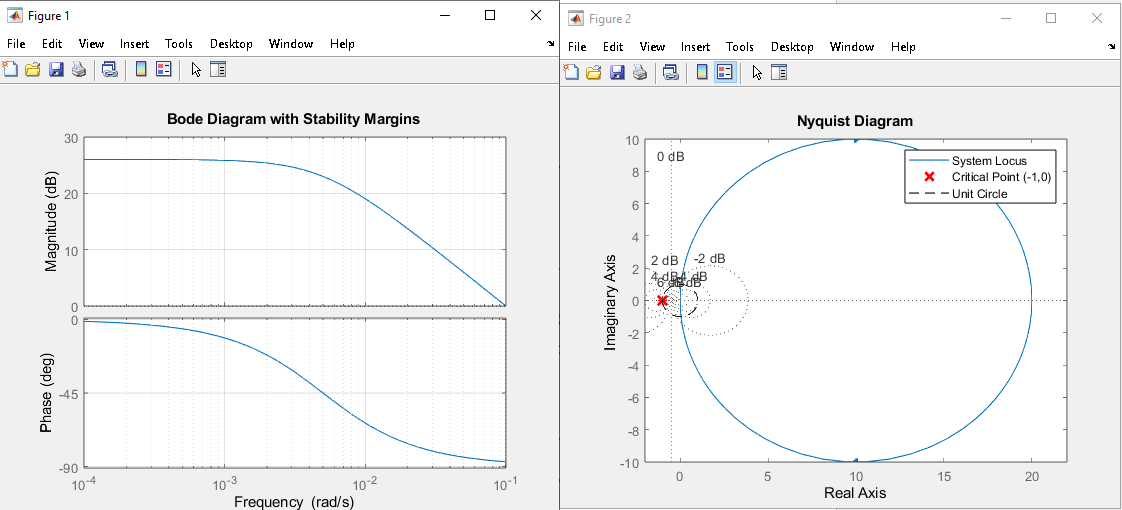 Figure 1
File Edit View Insert Tools Desktop Window Help
Bode Diagram with Stability Margins
Magnitude (dB)
30
20
10
0
Phase (deg)
0
-45
-90
10^-4 10^-3 10^-2 10^-1
Frequency (rad/s)
Figure 2
File Edit View Insert Tools Desktop Window Help
Nyquist Diagram
Imaginary Axis
10
8
6
4
2
0
-2
-4
-6
-8
-10
0 dB
System Locus
Critical Point (-1,0)
Unit Circle
2 dB
-2 dB
4 dB
0 5 10 15 20
Real Axis